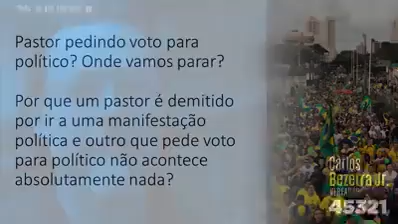 Pastor pedindo voto para
político? Onde vamos parar?
Por que um pastor é demitido
por ir a uma manifestação
política e outro que pede voto
para político não acontece
absolutamente nada?
Carlos
Bezerra Jr.
45321